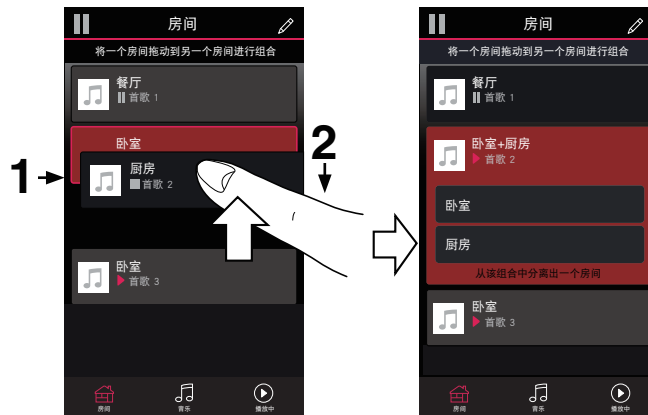 房间
将一个房间拖动到另一个房间进行组合
餐厅
首歌 1
卧室
厨房
首歌 2
卧室
首歌 3
房间
音乐
播放中
1
2
房间
将一个房间拖动到另一个房间进行组合
餐厅
首歌 1
卧室+厨房
首歌 2
卧室
厨房
从该组合中分离出一个房间
卧室
首歌 3
房间
音乐
播放中